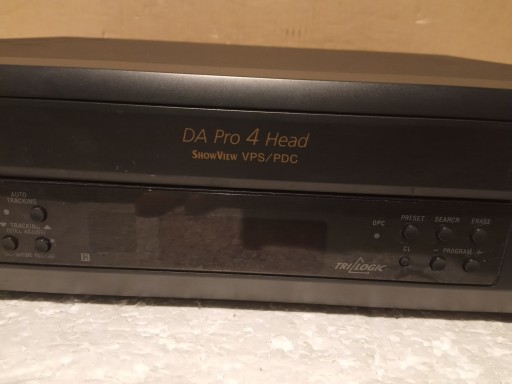 DA Pro 4 Head
SHOWVIEW VPS/PDC
AUTO
TRACKING
▼ TRACKING ▲
OPC
PRESET SEARCH ERASE
– PROGRAM +
TRILOGIC